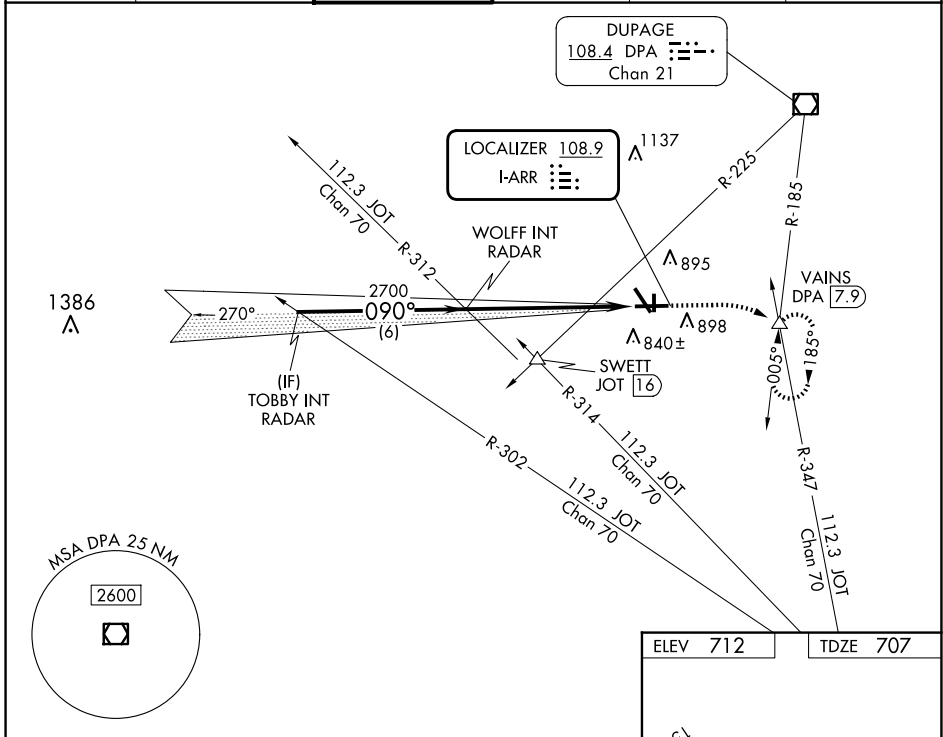 DUPAGE
108.4 DPA
Chan 21
LOCALIZER 108.9
I-ARR
1137
R-225
R-185
112.3 JOT
Chan 70
R-312
WOLFF INT
RADAR
895
VAINS
DPA 7.9
1386
2700
270°
090°
(6)
898
840±
SWETT
JOT 16
005°
185°
(IF)
TOBBY INT
RADAR
R-314
112.3 JOT
Chan 70
R-302
112.3 JOT
Chan 70
R-347
112.3 JOT
Chan 70
MSA DPA 25 NM
2600
ELEV 712
TDZE 707